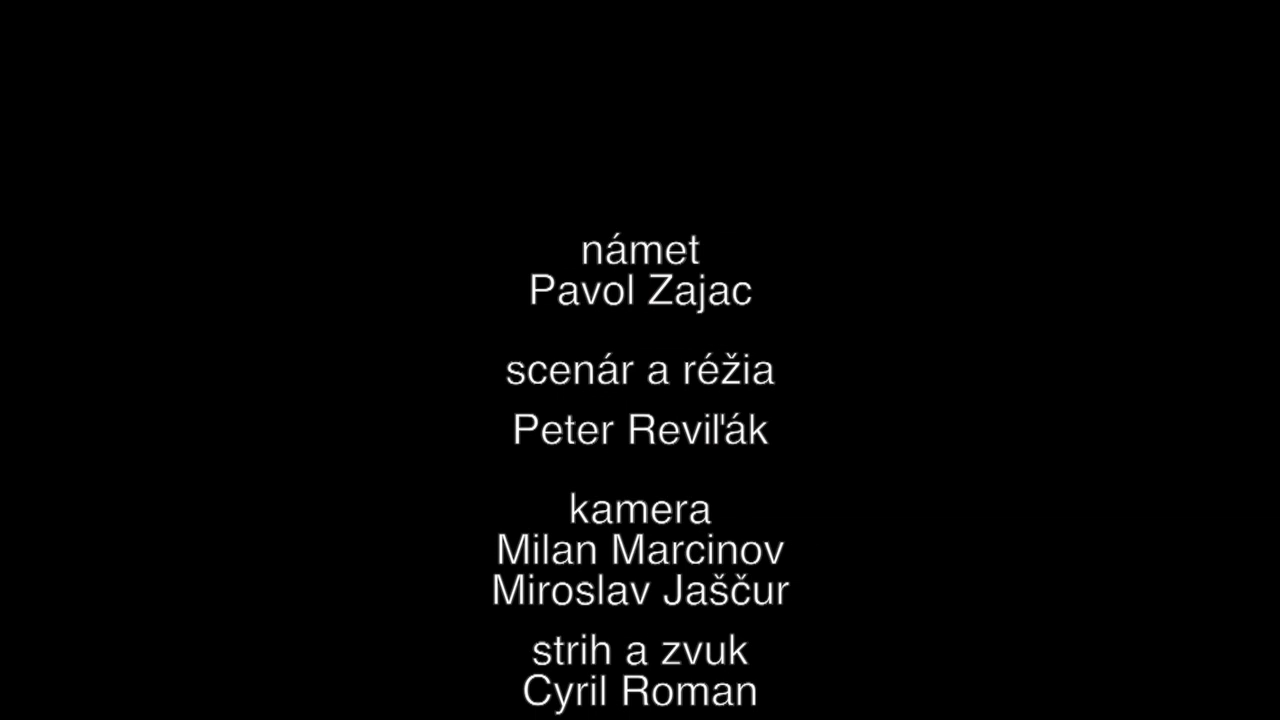 námet
Pavol Zajac
scenár a réžia
Peter Reviľák
kamera
Milan Marcinov
Miroslav Jaščur
strih a zvuk
Cyril Roman